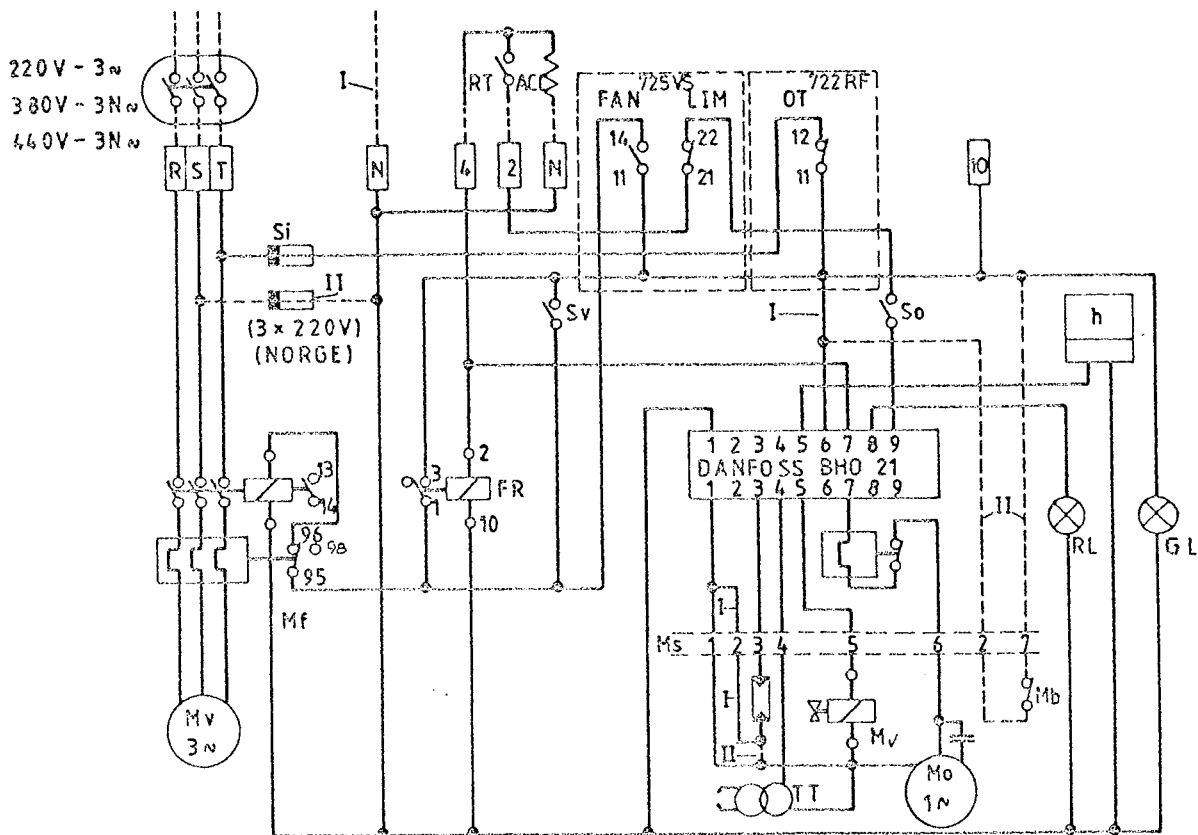 220V - 3~
380V - 3N~
440V - 3N~
R S T
I
N
4 2 N
RT ACC
725VS
FAN LIM
14 22
11 21
722RF
OT
12
11
10
Si
II
(3 x 220V)
(NORGE)
Sv
I
So
h
1 2 3 4 5 6 7 8 9
DANFOSS BHO 21
1 2 3 4 5 6 7 8 9
2
3
1
FR
10
13
14
96
98
95
Mf
II
RL
GL
I
Ms 1 2 3 4 5 6 2 7
I
II
Mv
Mb
TT
Mo
1~
Mv
3~